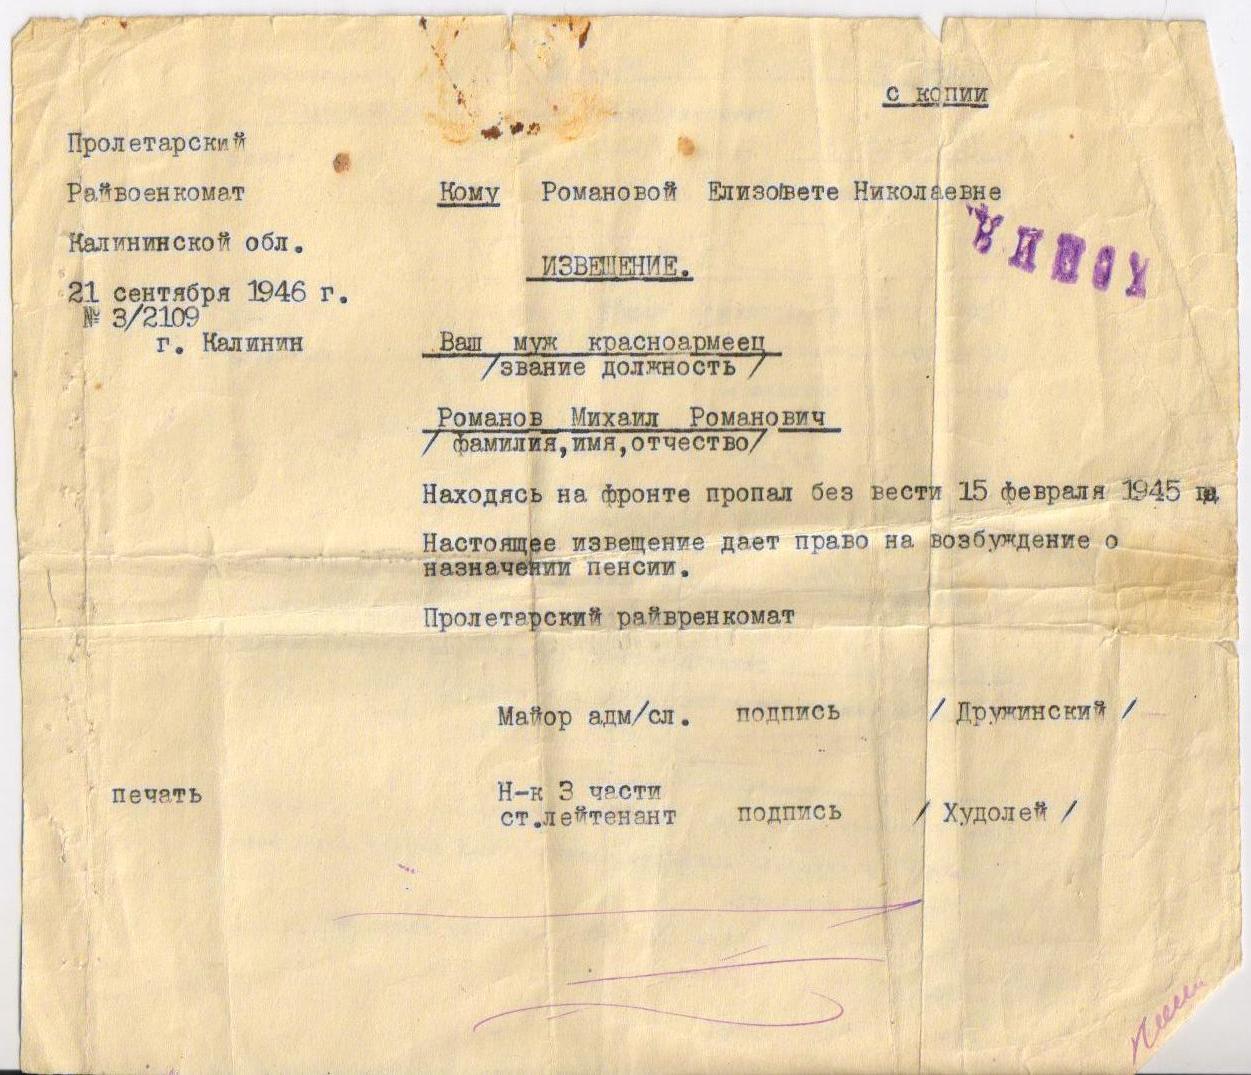 с копии
Пролетарский
Райвоенкомат
Калининской обл.
21 сентября 1946 г.
№ 3/2109
г. Калинин
Кому Романовой Елизовете Николаевне
КОПИЯ
ИЗВЕЩЕНИЕ.
Ваш муж красноармеец
/звание должность /
Романов Михаил Романович
/ фамилия,имя,отчество/
Находясь на фронте пропал без вести 15 февраля 1945
Настоящее извещение дает право на возбуждение о
назначении пенсии.
Пролетарский райвренкомат
Майор адм/сл. подпись / Дружинский /
печать
Н-к 3 части
ст.лейтенант подпись / Худолей /